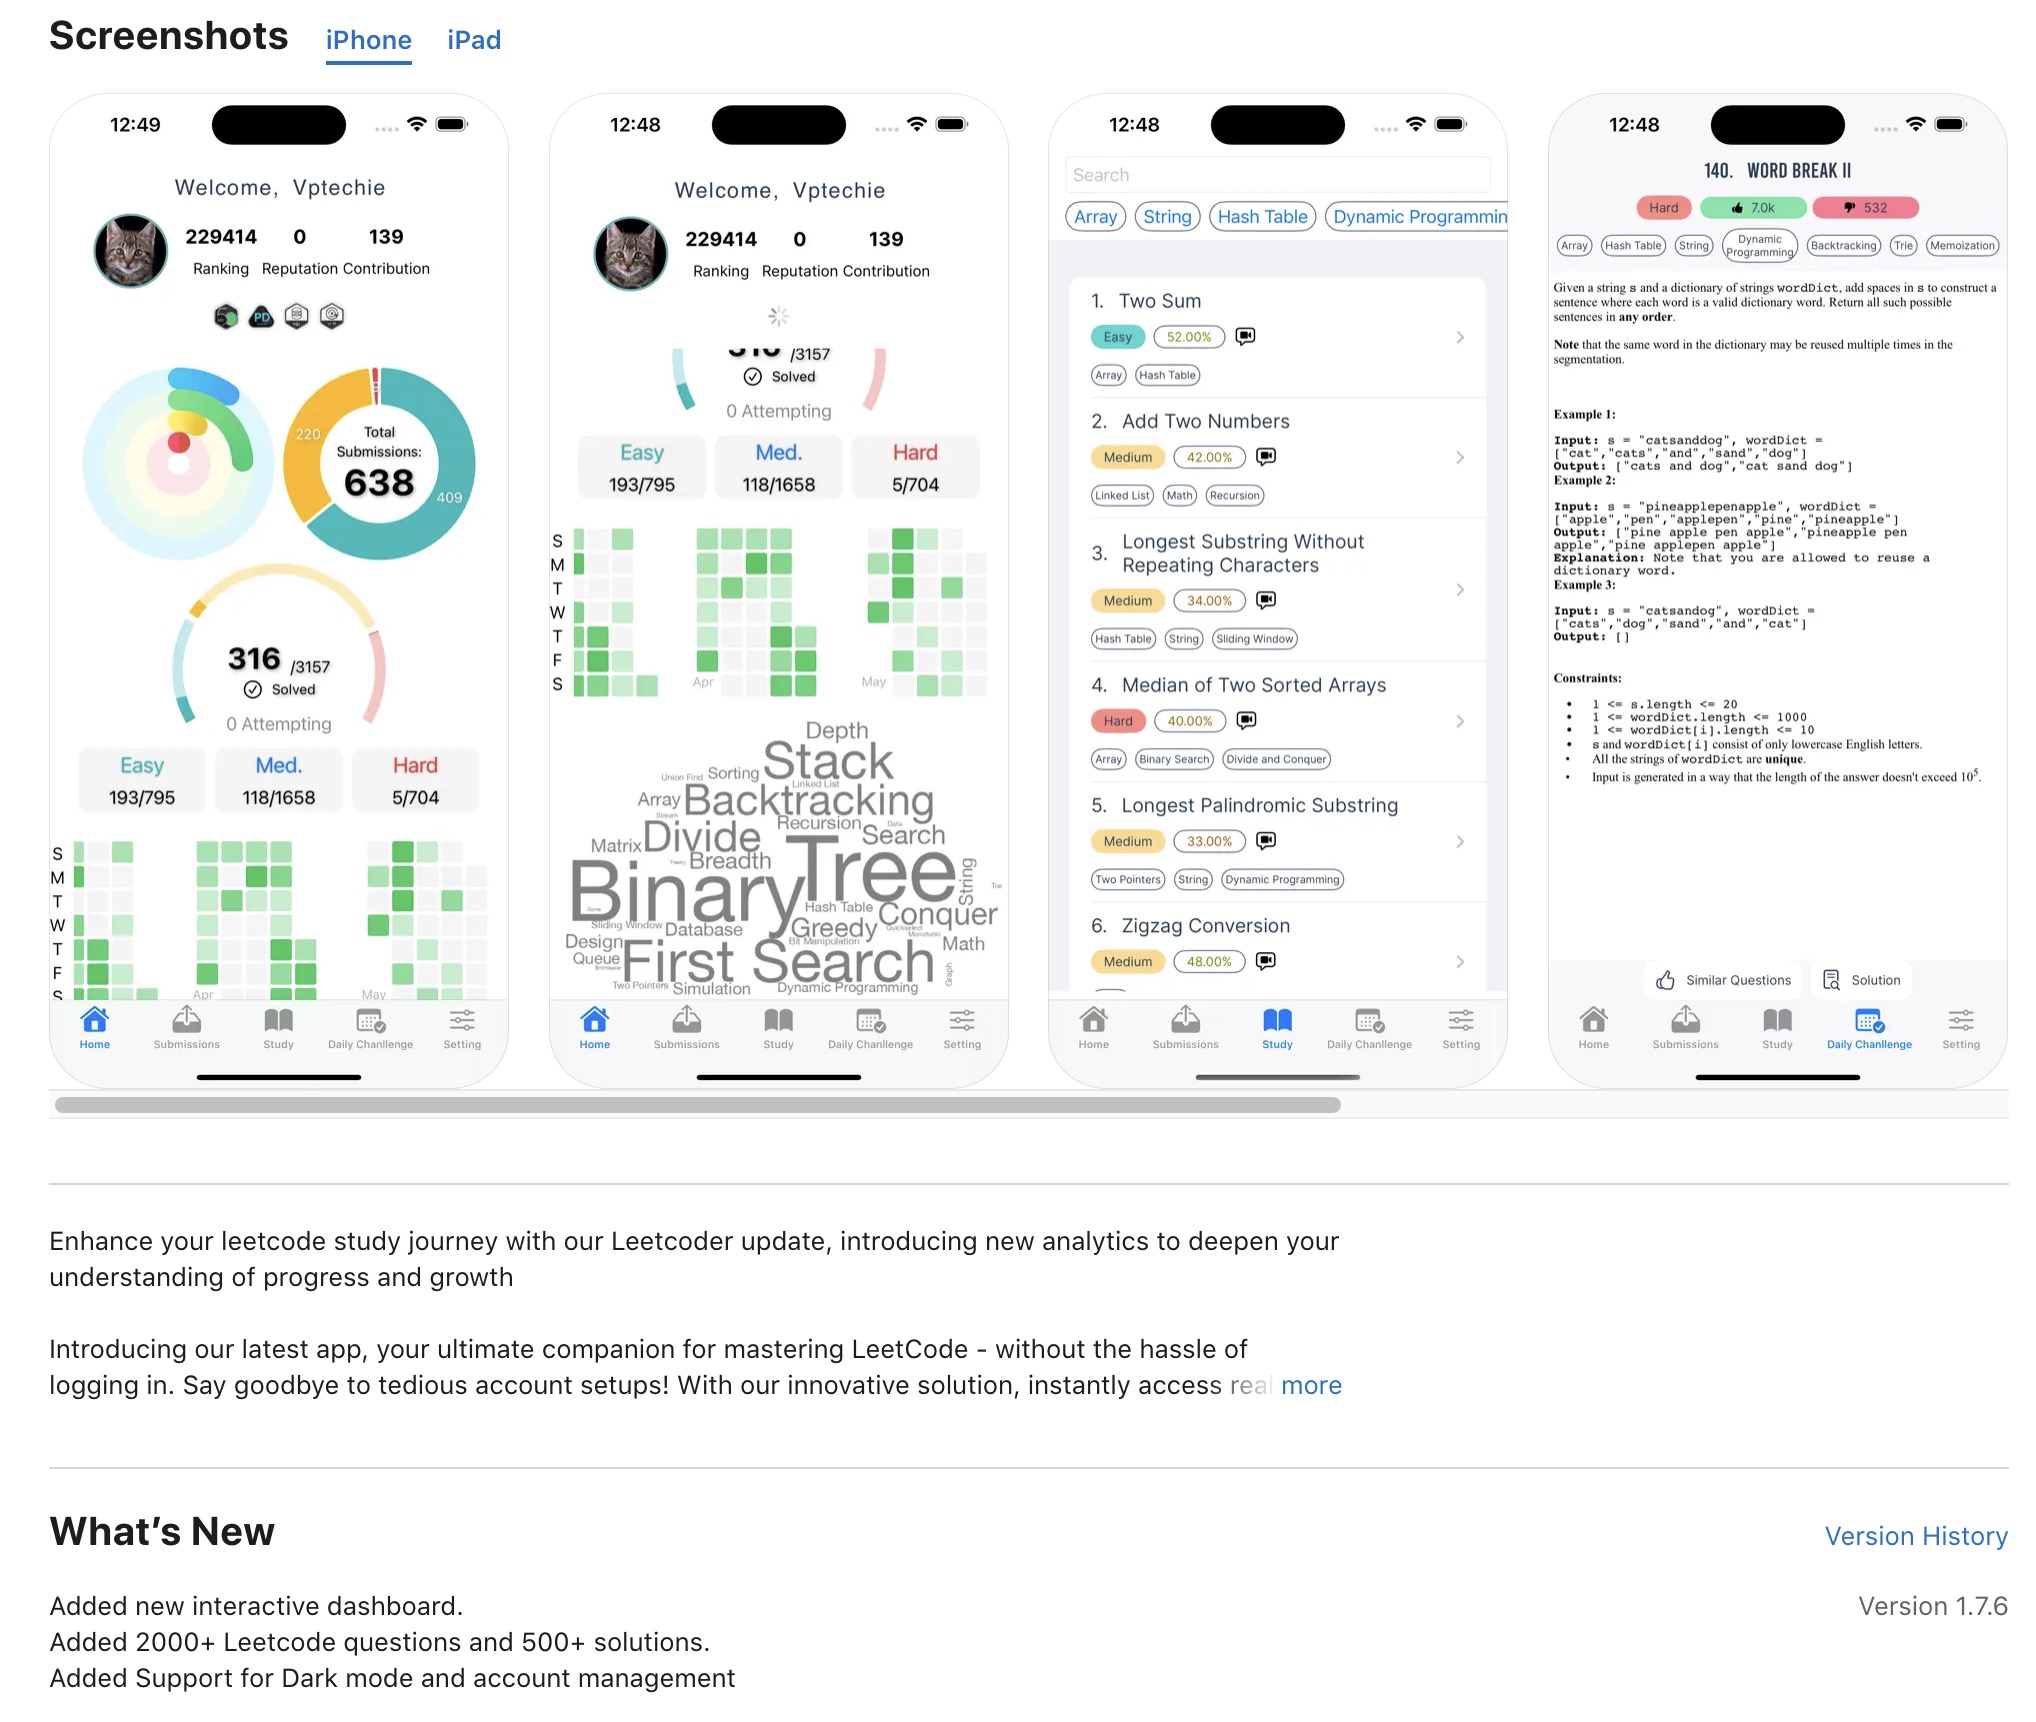 Screenshots iPhone iPad
12:49
Welcome, Vptechie
229414 0 139
Ranking Reputation Contribution
PD
220
Total
Submissions:
638
409
316 /3157
Solved
0 Attempting
Easy Med. Hard
193/795 118/1658 5/704
S
M
T
W
T
F
S
Apr May
Home Submissions Study Daily Chanllenge Setting
12:48
Welcome, Vptechie
229414 0 139
Ranking Reputation Contribution
316 /3157
Solved
0 Attempting
Easy Med. Hard
193/795 118/1658 5/704
S
M
T
W
T
F
S
Apr May
Depth
Stack
Union Find Sorting
Linked List
Array Backtracking
Stream
Recursion Data
Divide Search
Matrix
Theory Breadth
Tree
Binary
String
Hash Table Conquer
Sliding Window Database Greedy Quickselect
Monotonic
Design Bit Manipulation Math
Queue First Search
Graph
Two Pointers Simulation Dynamic Programming
Home Submissions Study Daily Chanllenge Setting
12:48
Search
Array String Hash Table Dynamic Programmin
1. Two Sum
Easy 52.00%
Array Hash Table
2. Add Two Numbers
Medium 42.00%
Linked List Math Recursion
3. Longest Substring Without
Repeating Characters
Medium 34.00%
Hash Table String Sliding Window
4. Median of Two Sorted Arrays
Hard 40.00%
Array Binary Search Divide and Conquer
5. Longest Palindromic Substring
Medium 33.00%
Two Pointers String Dynamic Programming
6. Zigzag Conversion
Medium 48.00%
Home Submissions Study Daily Chanllenge Setting
12:48
140. WORD BREAK II
Hard 7.0k 532
Array Hash Table String Dynamic Programming Backtracking Trie Memoization
Given a string s and a dictionary of strings wordDict, add spaces in s to construct a
sentence where each word is a valid dictionary word. Return all such possible
sentences in any order.
Note that the same word in the dictionary may be reused multiple times in the
segmentation.
Example 1:
Input: s = "catsanddog", wordDict =
["cat","cats","and","sand","dog"]
Output: ["cats and dog","cat sand dog"]
Example 2:
Input: s = "pineapplepenapple", wordDict =
["apple","pen","applepen","pine","pineapple"]
Output: ["pine apple pen apple","pineapple pen
apple","pine applepen apple"]
Explanation: Note that you are allowed to reuse a
dictionary word.
Example 3:
Input: s = "catsandog", wordDict =
["cats","dog","sand","and","cat"]
Output: []
Constraints:
• 1 <= s.length <= 20
• 1 <= wordDict.length <= 1000
• 1 <= wordDict[i].length <= 10
• s and wordDict[i] consist of only lowercase English letters.
• All the strings of wordDict are unique.
• Input is generated in a way that the length of the answer doesn't exceed 10⁵.
Similar Questions Solution
Home Submissions Study Daily Chanllenge Setting
Enhance your leetcode study journey with our Leetcoder update, introducing new analytics to deepen your
understanding of progress and growth
Introducing our latest app, your ultimate companion for mastering LeetCode - without the hassle of
logging in. Say goodbye to tedious account setups! With our innovative solution, instantly access real more
What’s New Version History
Added new interactive dashboard. Version 1.7.6
Added 2000+ Leetcode questions and 500+ solutions.
Added Support for Dark mode and account management